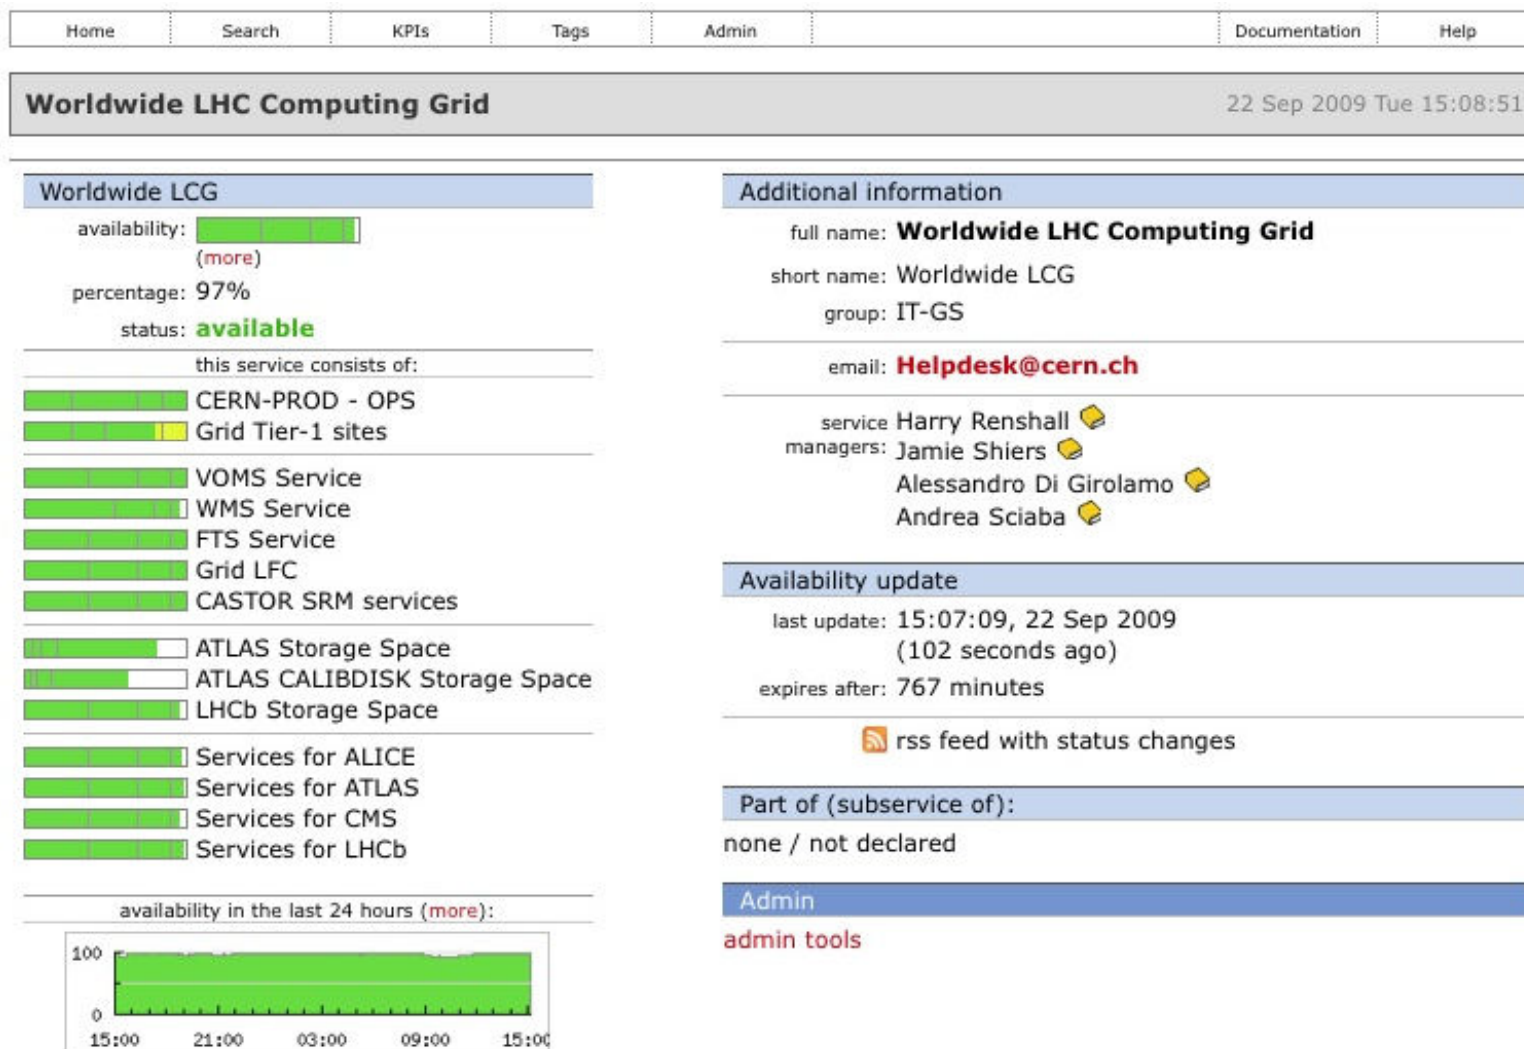 Home Search KPIs Tags Admin Documentation Help
Worldwide LHC Computing Grid 22 Sep 2009 Tue 15:08:51
Worldwide LCG
availability:
(more)
percentage: 97%
status: available
this service consists of:
CERN-PROD - OPS
Grid Tier-1 sites
VOMS Service
WMS Service
FTS Service
Grid LFC
CASTOR SRM services
ATLAS Storage Space
ATLAS CALIBDISK Storage Space
LHCb Storage Space
Services for ALICE
Services for ATLAS
Services for CMS
Services for LHCb
availability in the last 24 hours (more):
100
0
15:00 21:00 03:00 09:00 15:00
Additional information
full name: Worldwide LHC Computing Grid
short name: Worldwide LCG
group: IT-GS
email: Helpdesk@cern.ch
service Harry Renshall
managers: Jamie Shiers
Alessandro Di Girolamo
Andrea Sciaba
Availability update
last update: 15:07:09, 22 Sep 2009
(102 seconds ago)
expires after: 767 minutes
rss feed with status changes
Part of (subservice of):
none / not declared
Admin
admin tools